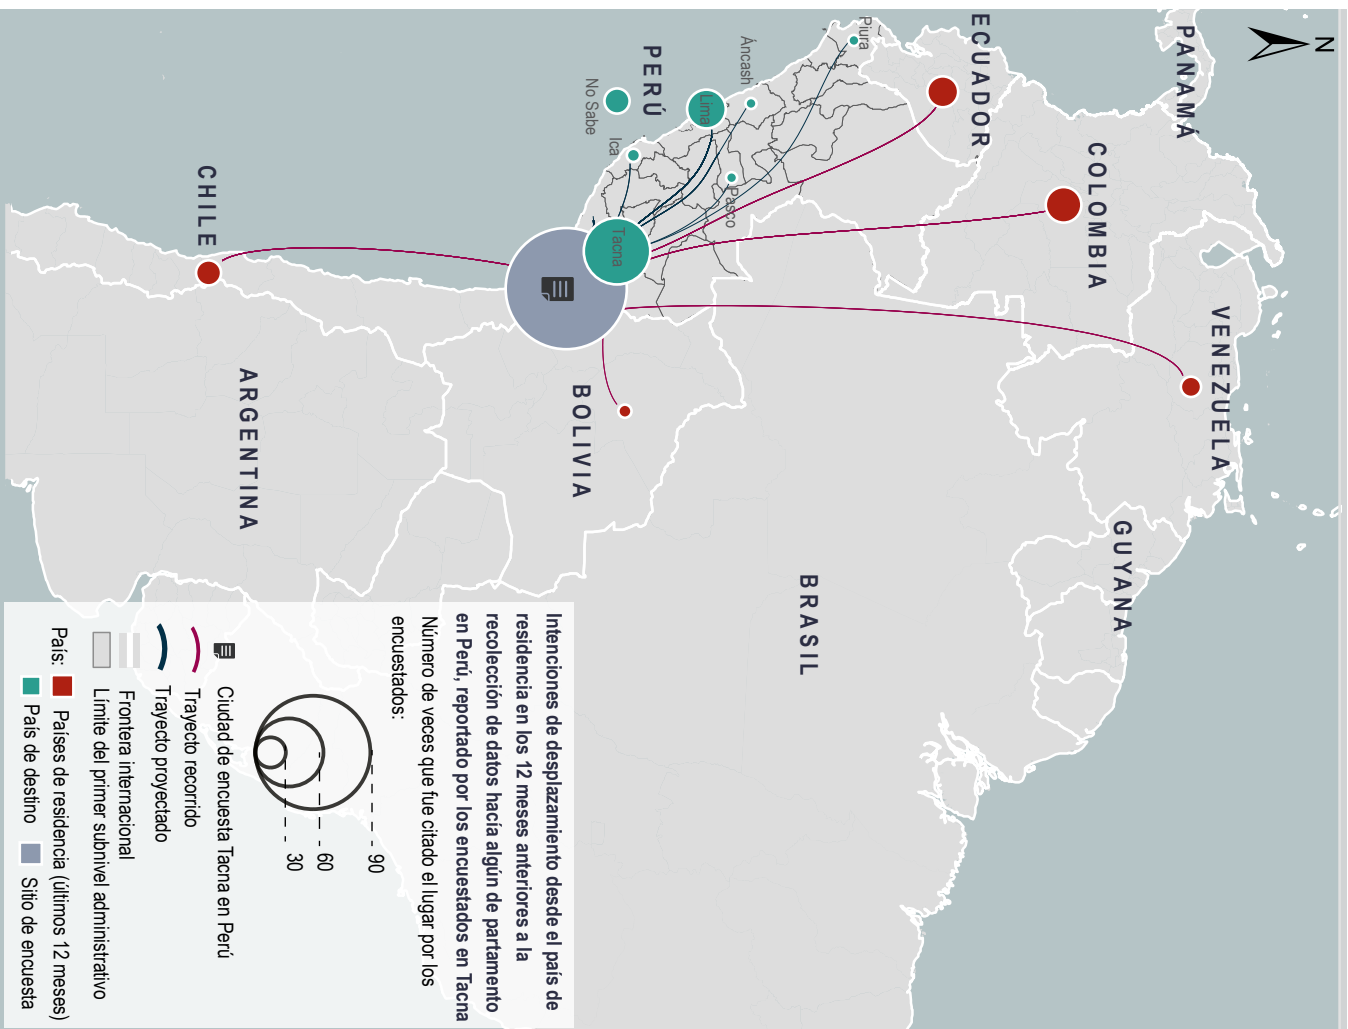 N
PANAMÁ
VENEZUELA
GUYANA
COLOMBIA
ECUADOR
BRASIL
Piura
Áncash
Pasco
Lima
PERÚ
No Sabe
Ica
Tacna
BOLIVIA
CHILE
ARGENTINA
Intenciones de desplazamiento desde el país de
residencia en los 12 meses anteriores a la
recolección de datos hacía algún de partamento
en Perú, reportado por los encuestados en Tacna
Número de veces que fue citado el lugar por los
encuestados:
90
60
30
Ciudad de encuesta Tacna en Perú
Trayecto recorrido
Trayecto proyectado
Frontera internacional
Límite del primer subnivel administrativo
País: Países de residencia (últimos 12 meses)
País de destino Sitio de encuesta